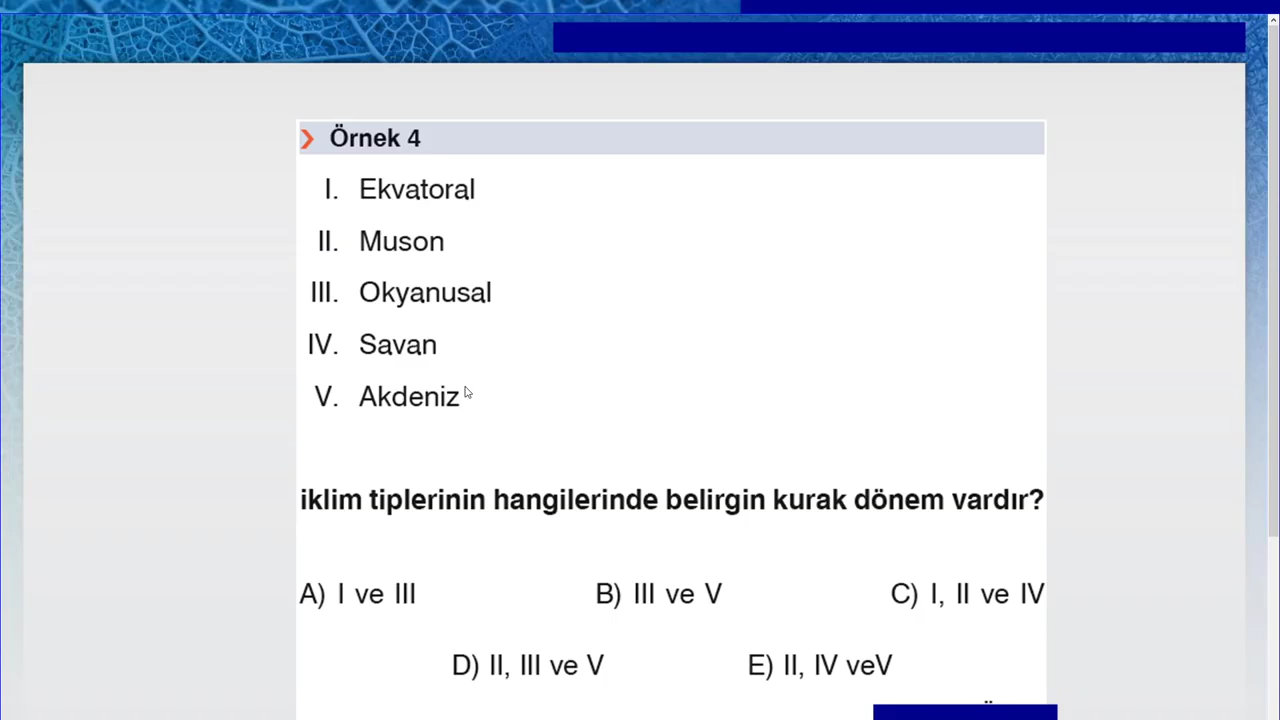 Örnek 4
I. Ekvatoral
II. Muson
III. Okyanusal
IV. Savan
V. Akdeniz
iklim tiplerinin hangilerinde belirgin kurak dönem vardır?
A) I ve III B) III ve V C) I, II ve IV
D) II, III ve V E) II, IV veV